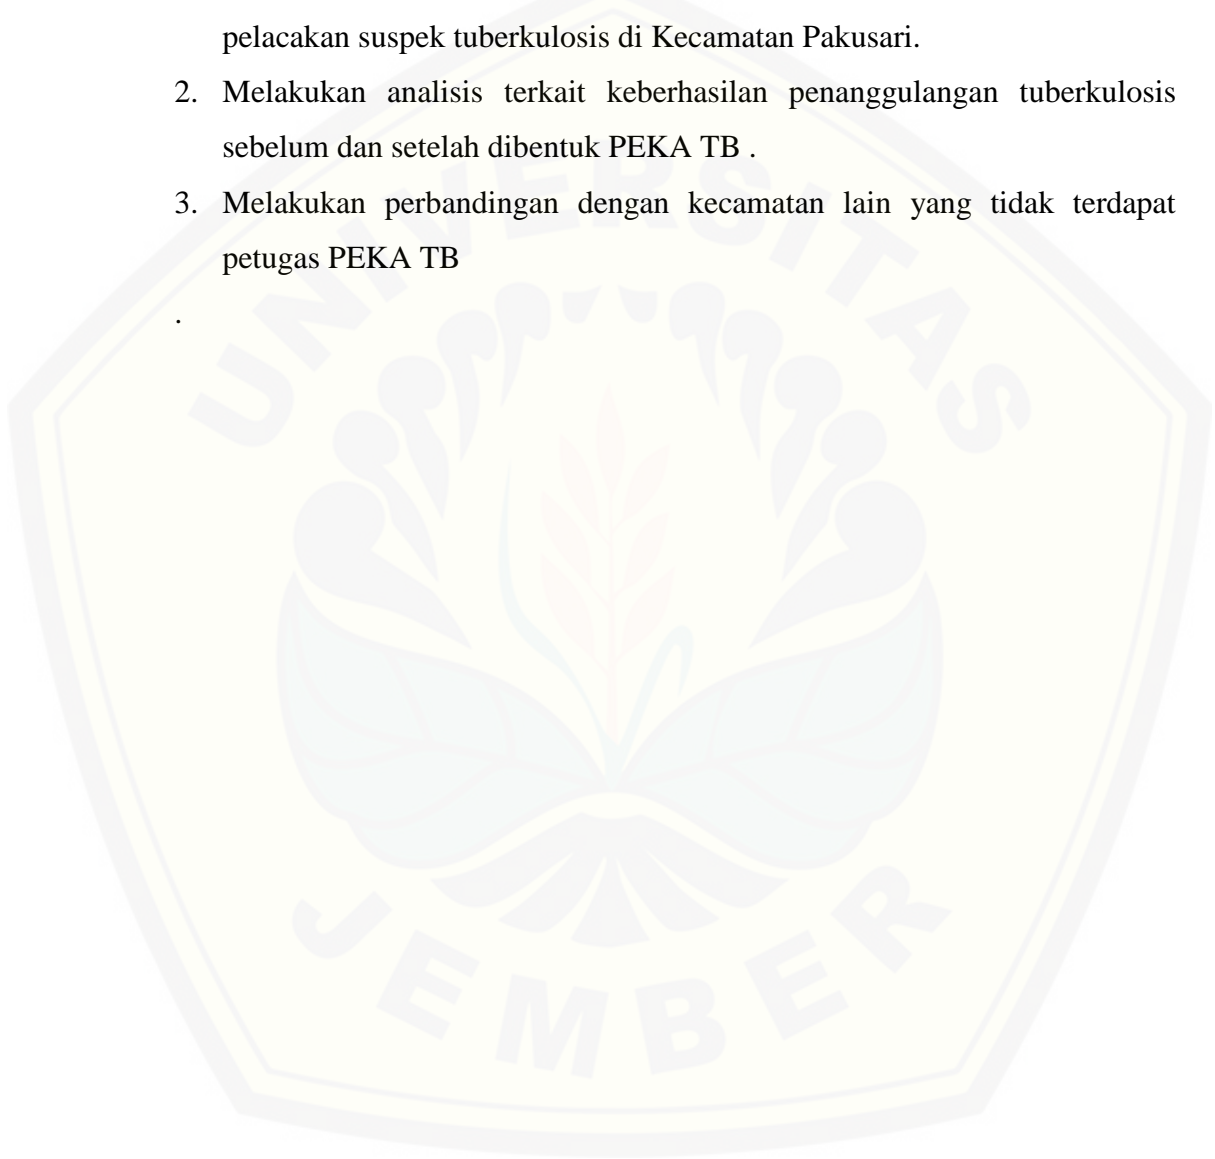 pelacakan suspek tuberkulosis di Kecamatan Pakusari.
2. Melakukan analisis terkait keberhasilan penanggulangan tuberkulosis
sebelum dan setelah dibentuk PEKA TB .
3. Melakukan perbandingan dengan kecamatan lain yang tidak terdapat
petugas PEKA TB
.
UNIVERSITAS
JEMBER